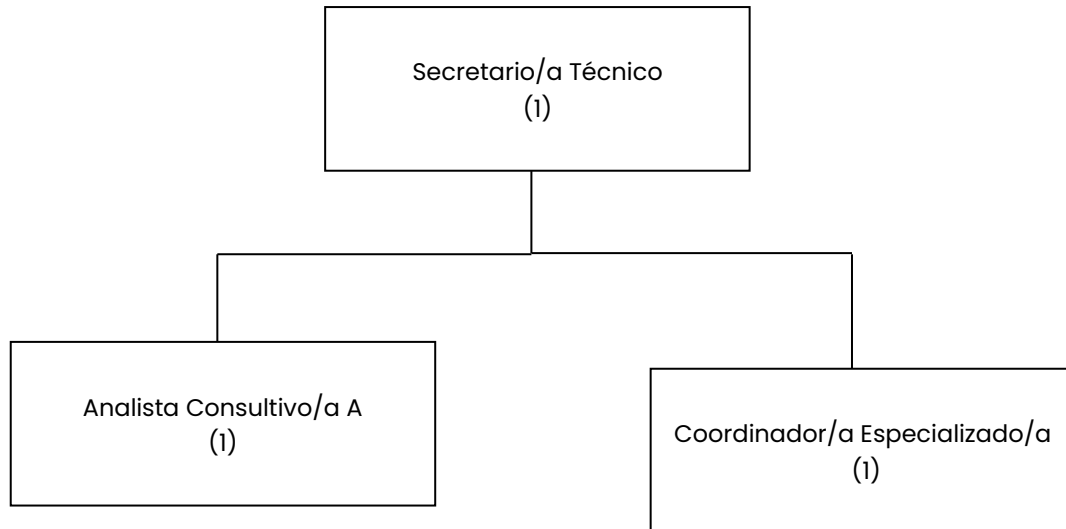 Secretario/a Técnico
(1)
Analista Consultivo/a A
(1)
Coordinador/a Especializado/a
(1)